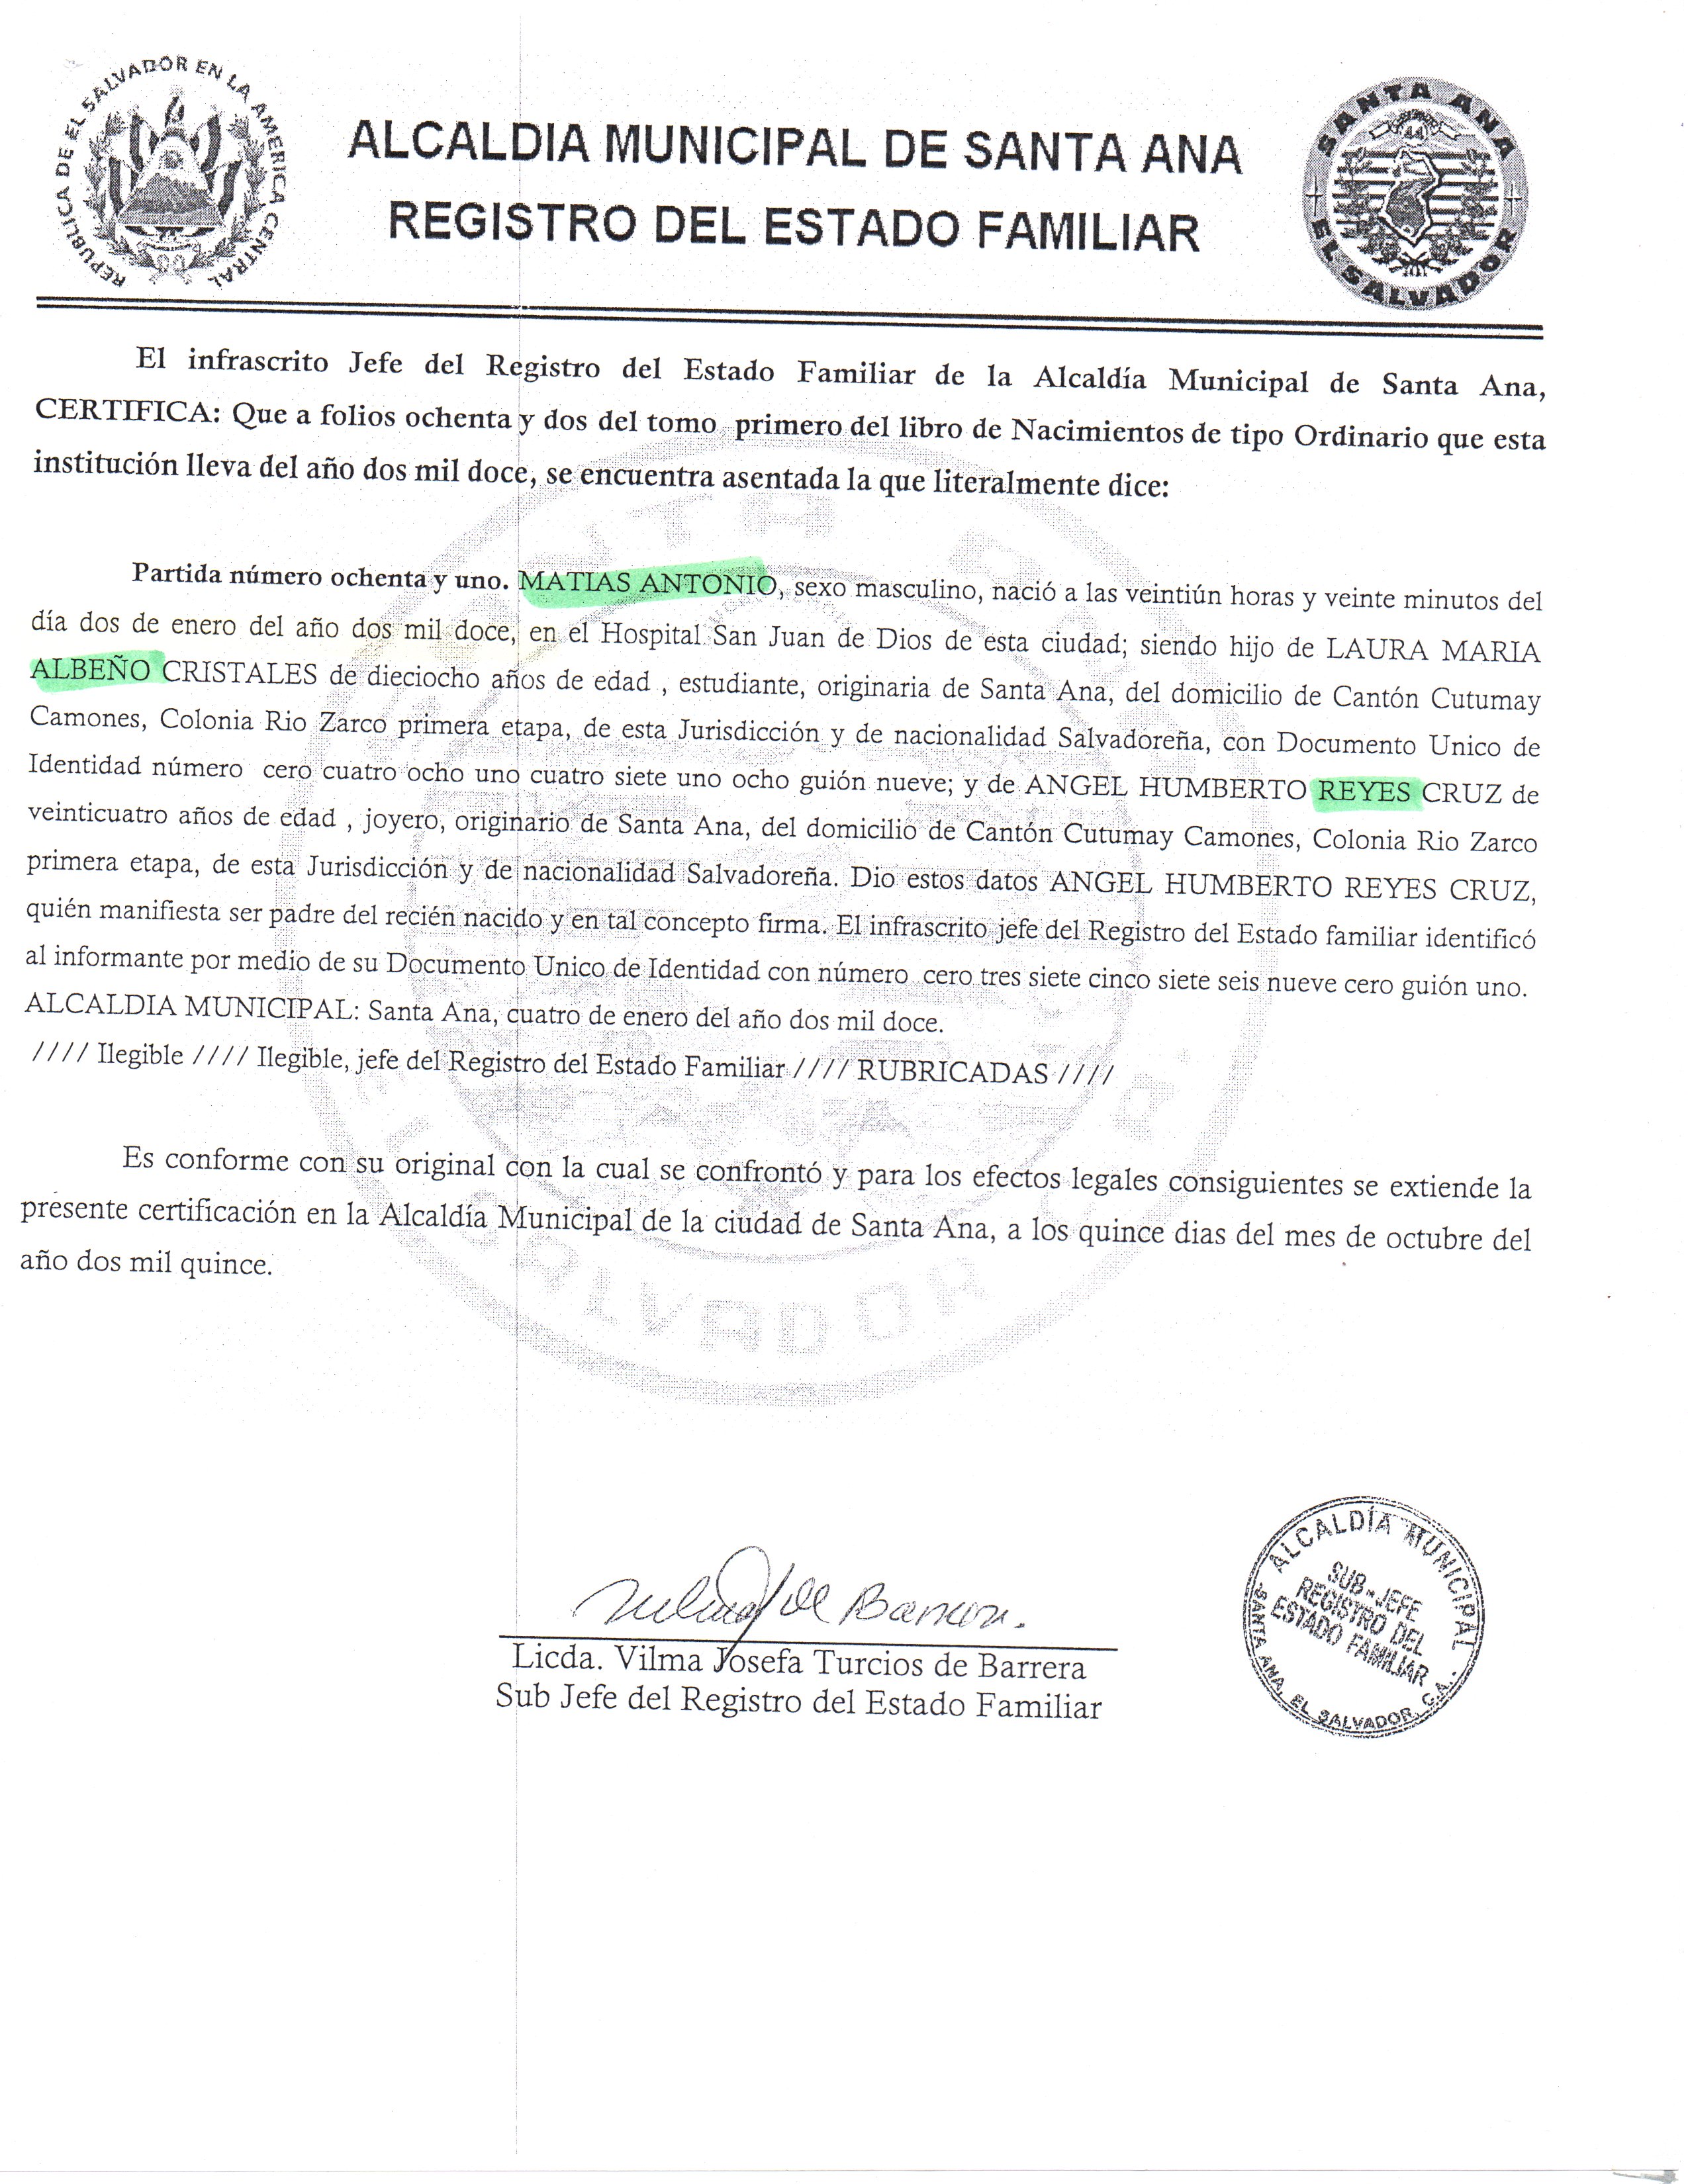 REPUBLICA DE EL SALVADOR EN LA AMERICA CENTRAL
ALCALDIA MUNICIPAL DE SANTA ANA
REGISTRO DEL ESTADO FAMILIAR
SANTA ANA
EL SALVADOR
El infrascrito Jefe del Registro del Estado Familiar de la Alcaldía Municipal de Santa Ana,
CERTIFICA: Que a folios ochenta y dos del tomo primero del libro de Nacimientos de tipo Ordinario que esta
institución lleva del año dos mil doce, se encuentra asentada la que literalmente dice:
Partida número ochenta y uno. MATIAS ANTONIO, sexo masculino, nació a las veintiún horas y veinte minutos del
día dos de enero del año dos mil doce, en el Hospital San Juan de Dios de esta ciudad; siendo hijo de LAURA MARIA
ALBEÑO CRISTALES de dieciocho años de edad , estudiante, originaria de Santa Ana, del domicilio de Cantón Cutumay
Camones, Colonia Rio Zarco primera etapa, de esta Jurisdicción y de nacionalidad Salvadoreña, con Documento Unico de
Identidad número cero cuatro ocho uno cuatro siete uno ocho guión nueve; y de ANGEL HUMBERTO REYES CRUZ de
veinticuatro años de edad , joyero, originario de Santa Ana, del domicilio de Cantón Cutumay Camones, Colonia Rio Zarco
primera etapa, de esta Jurisdicción y de nacionalidad Salvadoreña. Dio estos datos ANGEL HUMBERTO REYES CRUZ,
quién manifiesta ser padre del recién nacido y en tal concepto firma. El infrascrito jefe del Registro del Estado familiar identificó
al informante por medio de su Documento Unico de Identidad con número cero tres siete cinco siete seis nueve cero guión uno.
ALCALDIA MUNICIPAL: Santa Ana, cuatro de enero del año dos mil doce.
//// Ilegible //// Ilegible, jefe del Registro del Estado Familiar //// RUBRICADAS ////
Es conforme con su original con la cual se confrontó y para los efectos legales consiguientes se extiende la
presente certificación en la Alcaldía Municipal de la ciudad de Santa Ana, a los quince dias del mes de octubre del
año dos mil quince.
Licda. Vilma Josefa Turcios de Barrera
Sub Jefe del Registro del Estado Familiar
ALCALDÍA MUNICIPAL
SUB-JEFE
REGISTRO DEL
ESTADO FAMILIAR
SANTA ANA, EL SALVADOR, C.A.